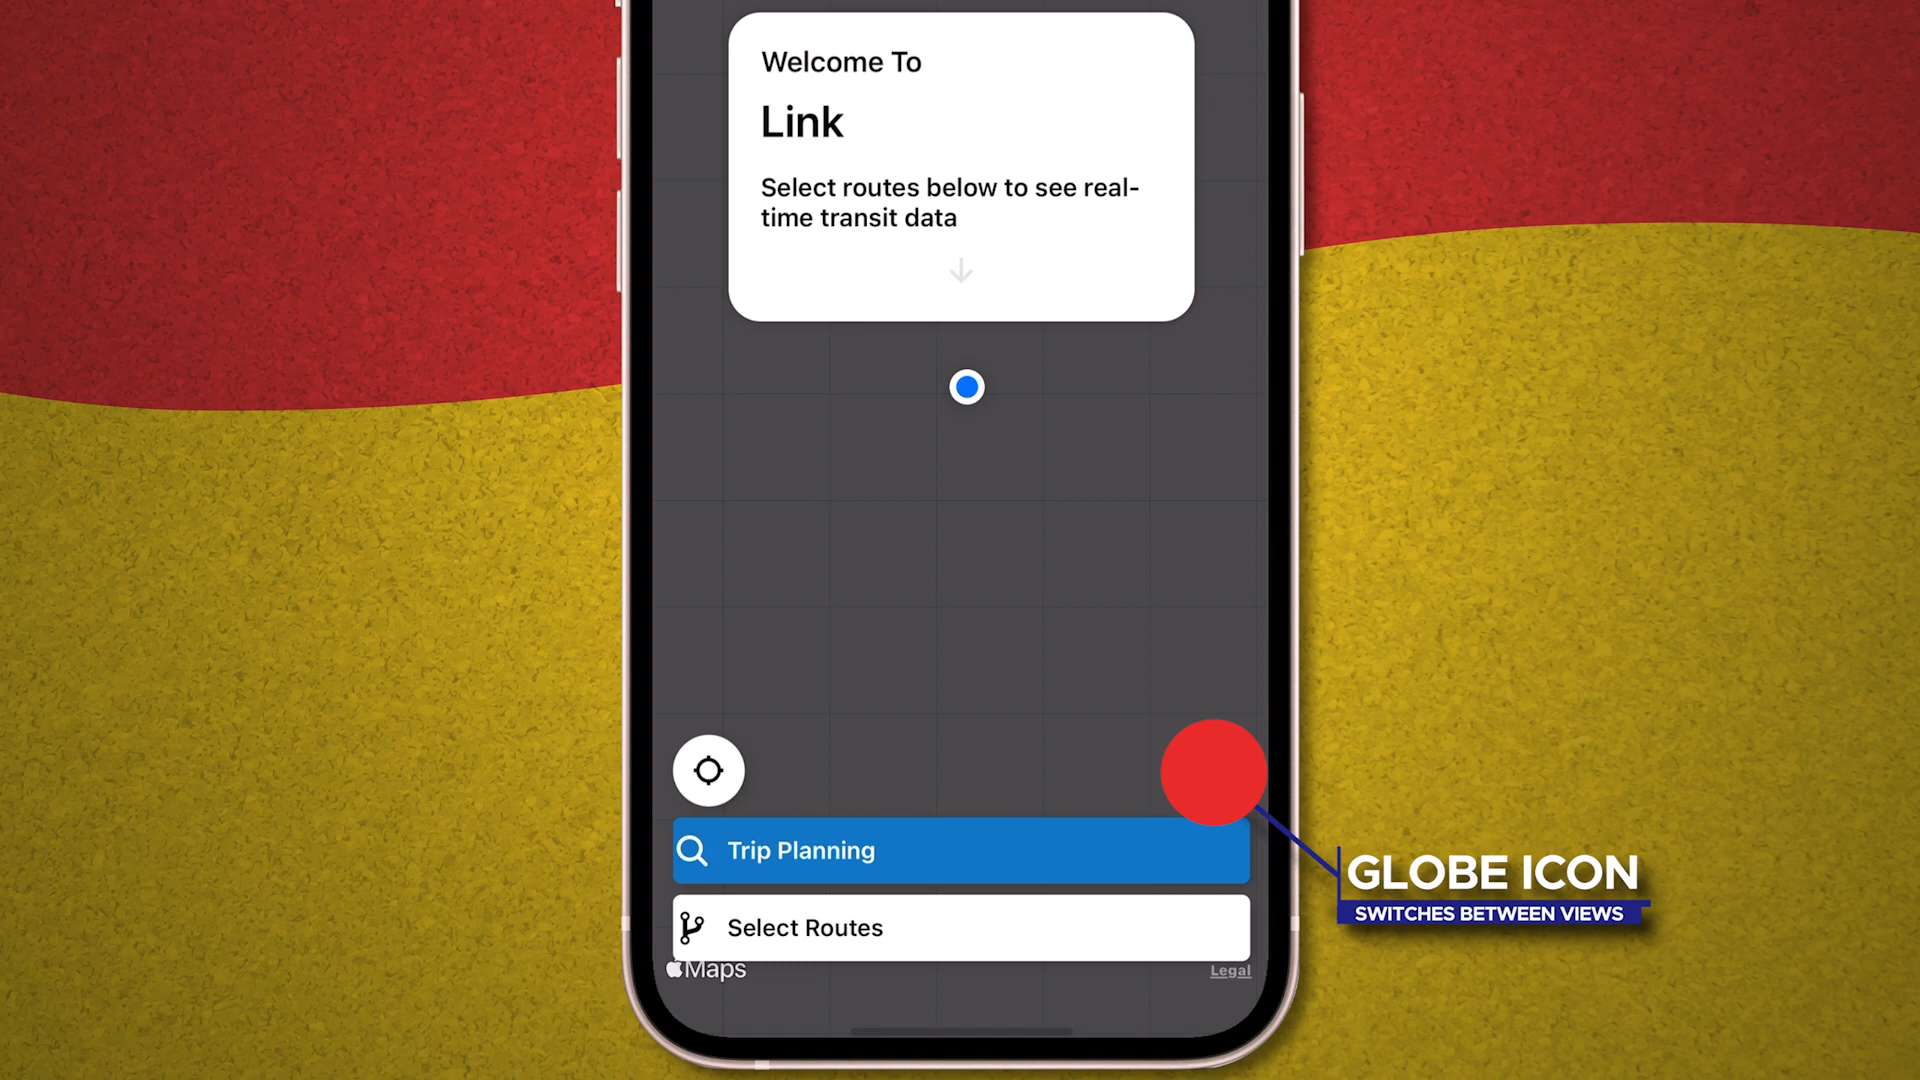 Welcome To
Link
Select routes below to see real-
time transit data
Trip Planning
Select Routes
Maps
Legal
GLOBE ICON
SWITCHES BETWEEN VIEWS